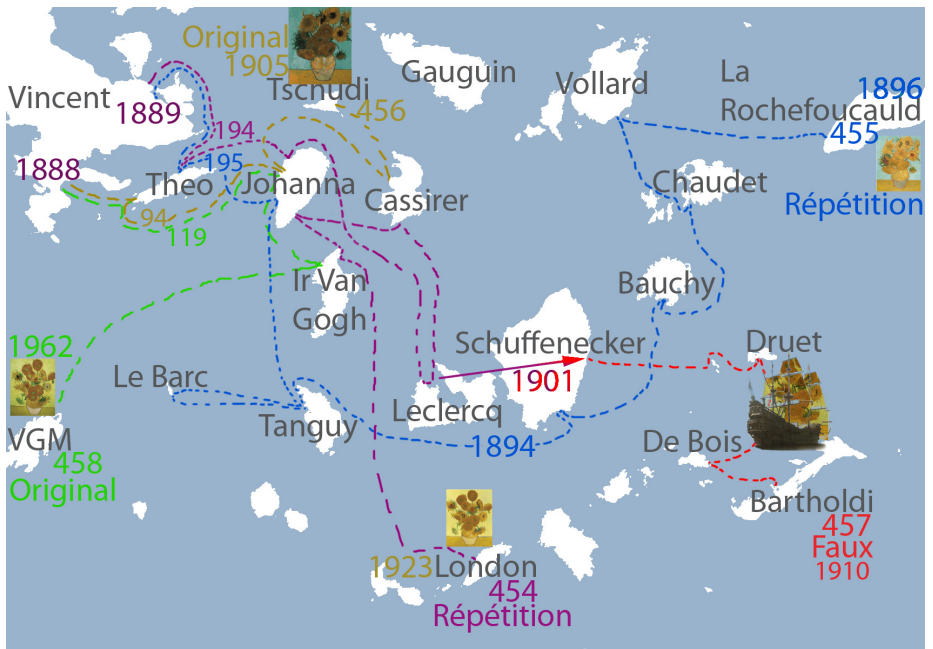 Original
1905
Tschudi
456
Gauguin
Vollard
La
Rochefoucauld
1896
455
Répétition
Vincent
1889
1888
194
195
Theo
Johanna
Cassirer
Chaudet
94
119
Ir Van
Gogh
Bauchy
1962
Schuffenecker
1901
Druet
Le Barc
Leclercq
Tanguy
1894
VGM
458
Original
De Bois
Bartholdi
457
Faux
1910
1923 London
454
Répétition